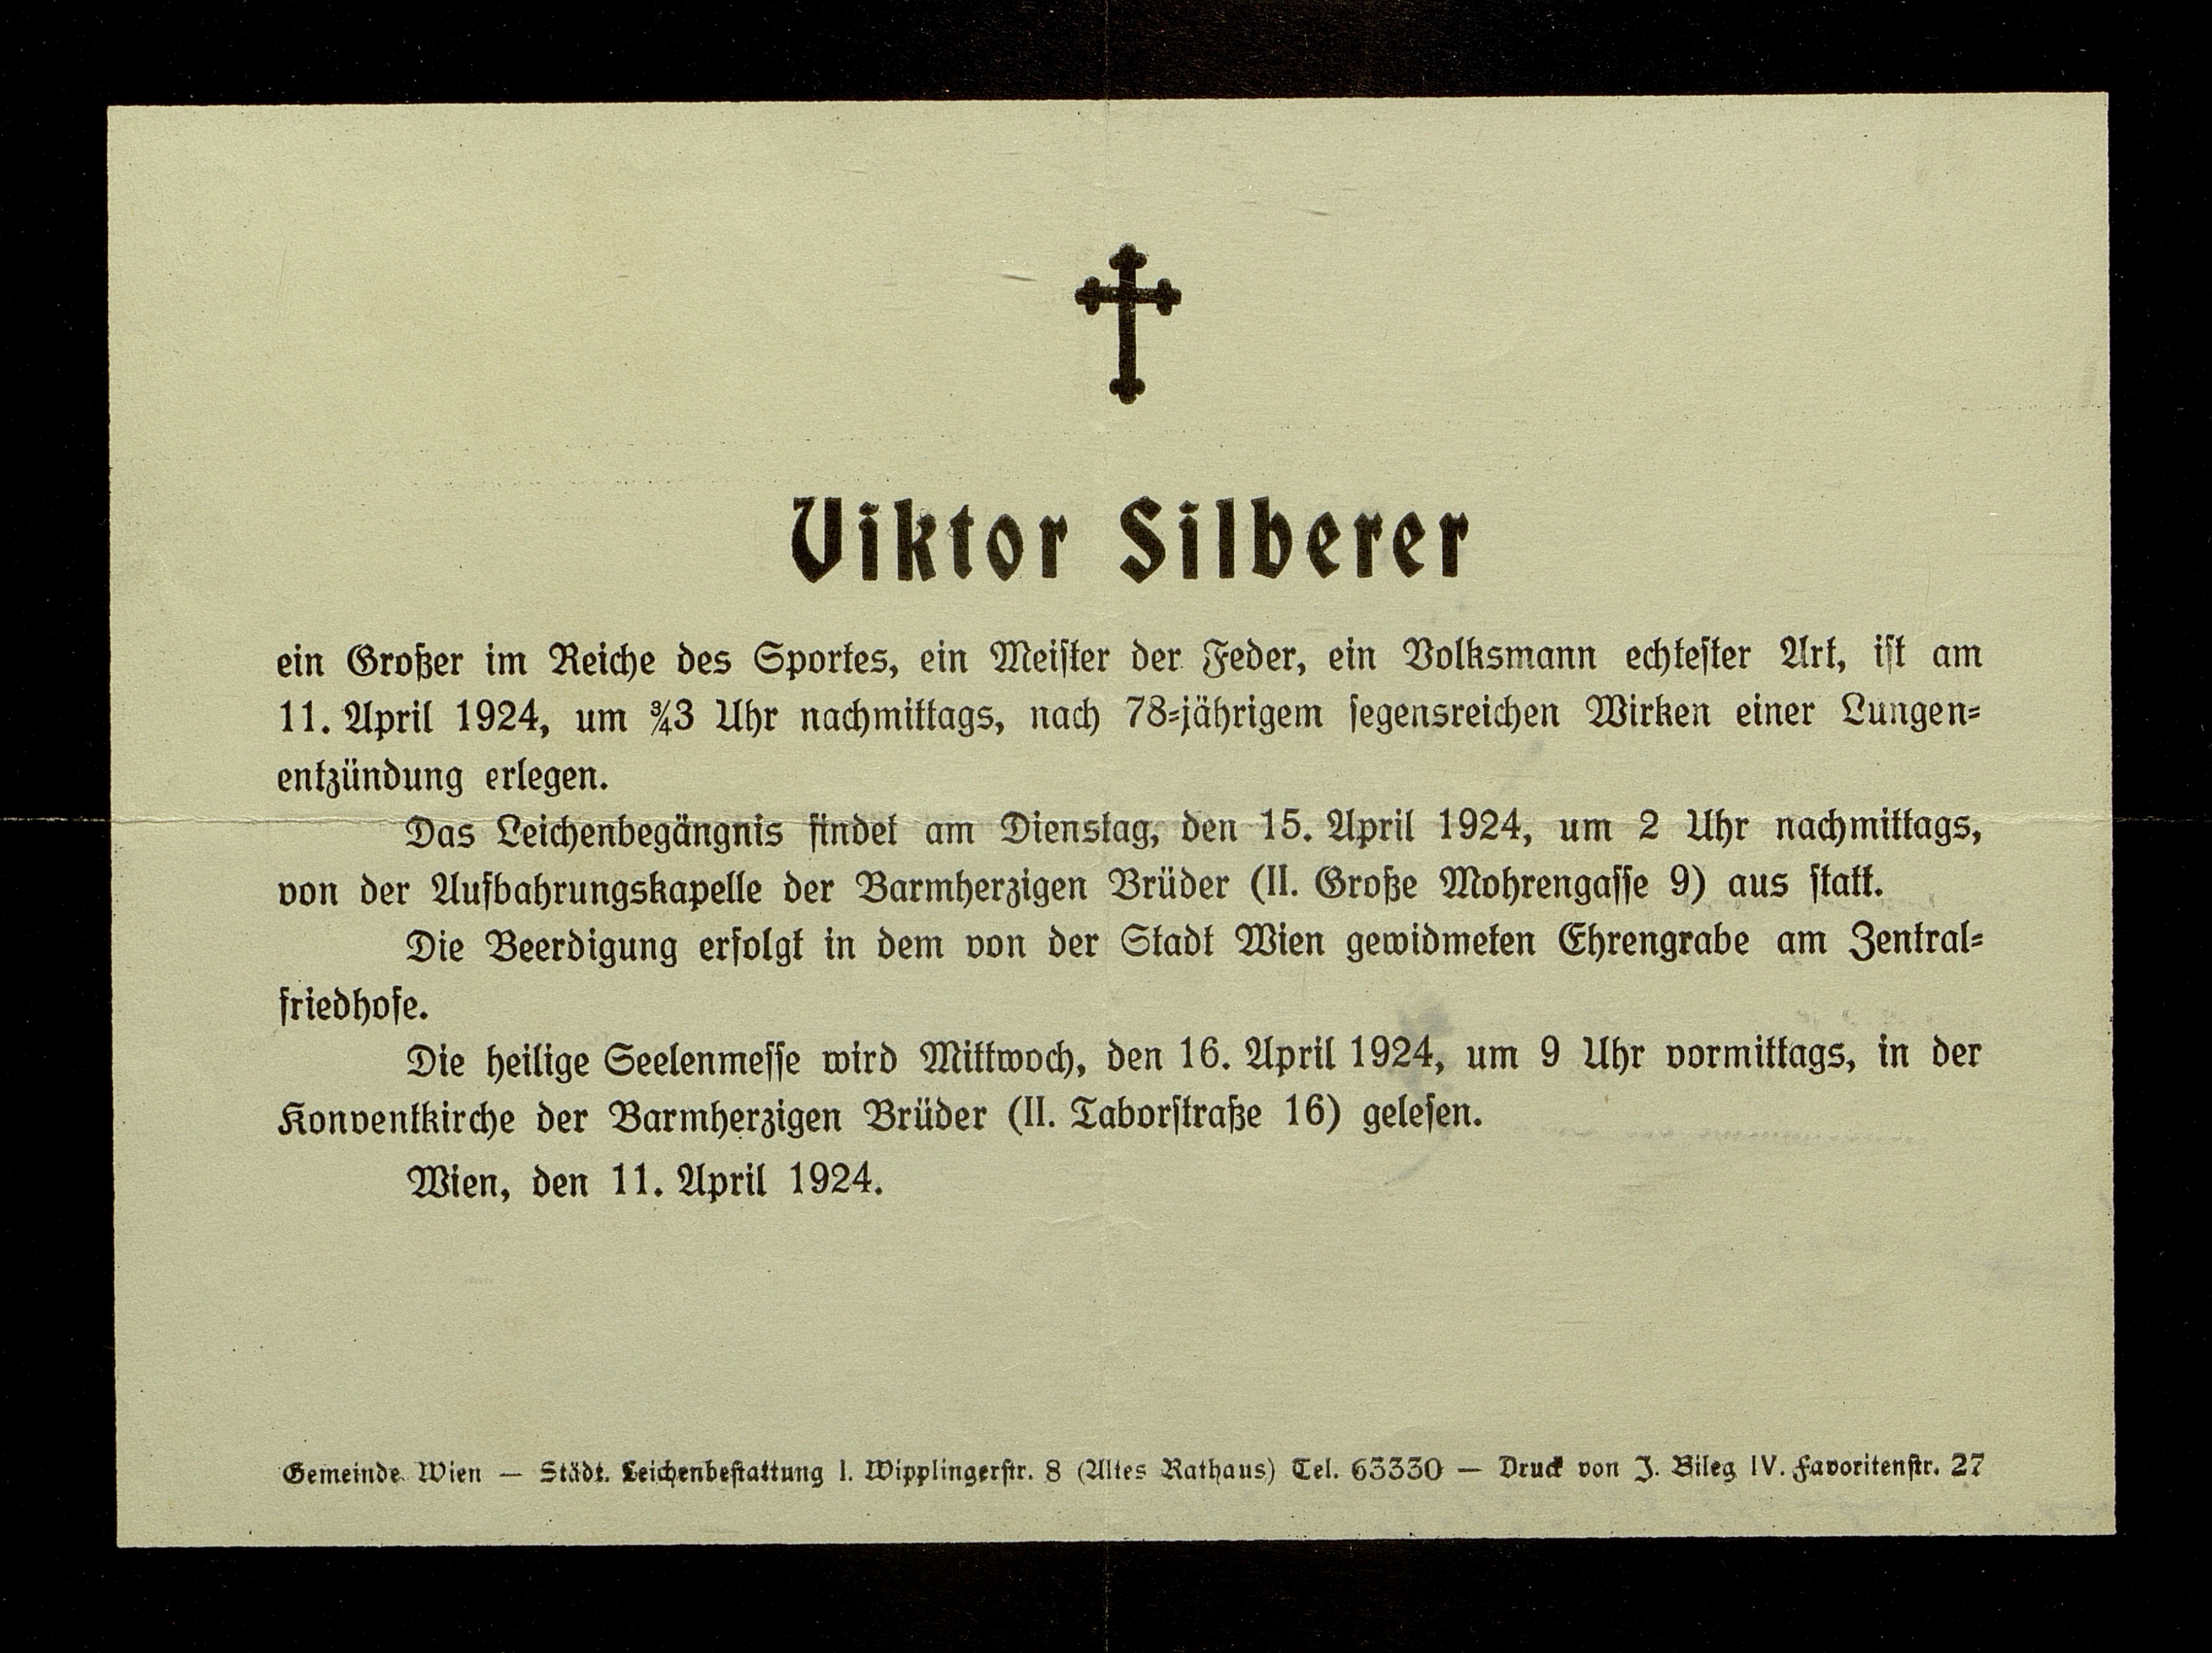 Viktor Silberer
ein Großer im Reiche des Sportes, ein Meister der Feder, ein Volksmann echtester Art, ist am
11. April 1924, um ¾3 Uhr nachmittags, nach 78-jährigem segensreichen Wirken einer Lungen-
entzündung erlegen.
Das Leichenbegängnis findet am Dienstag, den 15. April 1924, um 2 Uhr nachmittags,
von der Aufbahrungskapelle der Barmherzigen Brüder (II. Große Mohrengasse 9) aus statt.
Die Beerdigung erfolgt in dem von der Stadt Wien gewidmeten Ehrengrabe am Zentral-
friedhofe.
Die heilige Seelenmesse wird Mittwoch, den 16. April 1924, um 9 Uhr vormittags, in der
Konventkirche der Barmherzigen Brüder (II. Taborstraße 16) gelesen.
Wien, den 11. April 1924.
Gemeinde Wien — Städt. Leichenbestattung I. Wipplingerstr. 8 (Altes Rathaus) Tel. 63330 — Druck von J. Bileg IV. Favoritenstr. 27